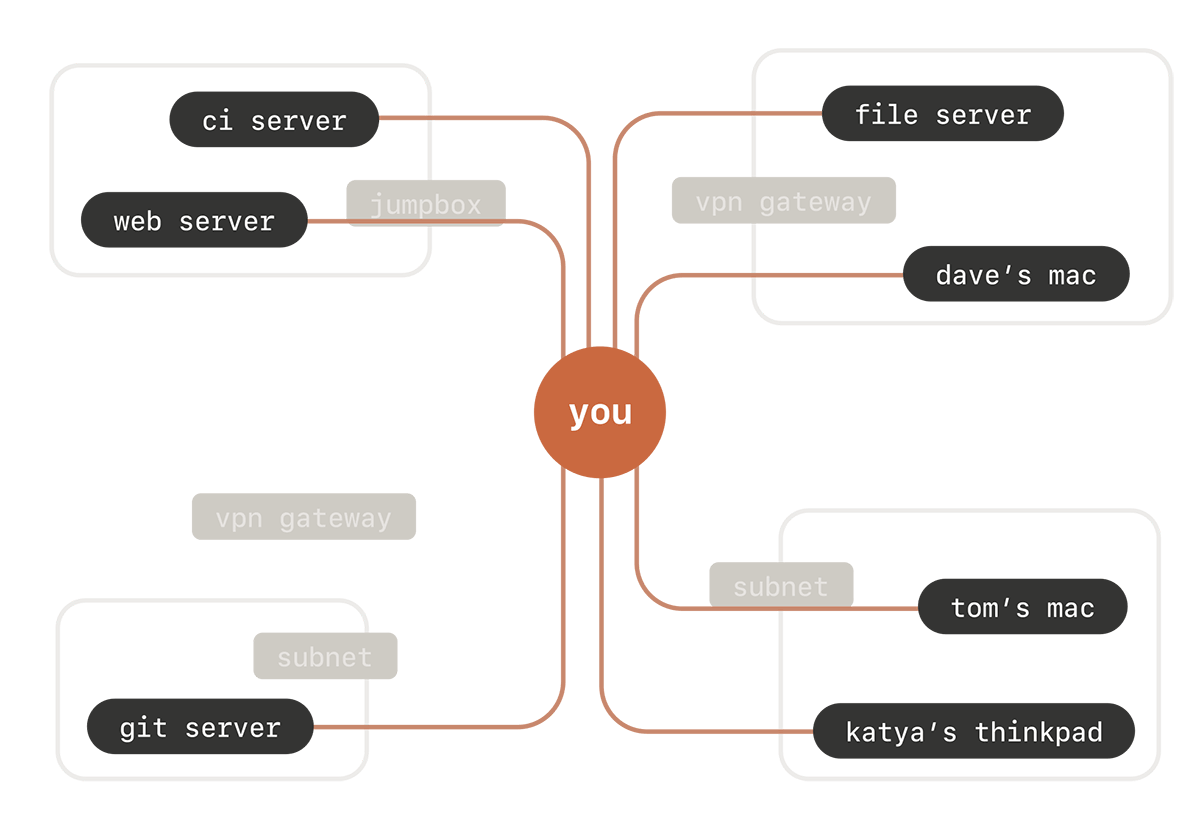 ci server
file server
jumpbox
vpn gateway
web server
dave’s mac
you
vpn gateway
subnet
tom’s mac
subnet
git server
katya’s thinkpad